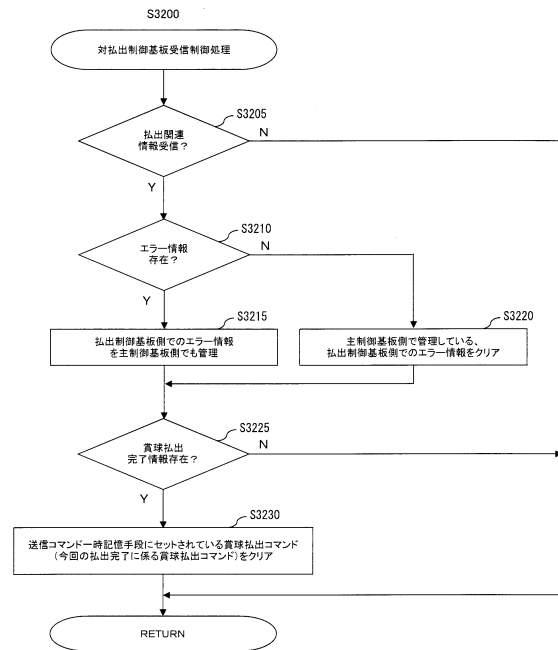 S3200
対払出制御基板受信制御処理
S3205
払出関連
情報受信？
N
Y
S3210
エラー情報
存在？
N
Y
S3215
払出制御基板側でのエラー情報
を主制御基板側でも管理
S3220
主制御基板側で管理している、
払出制御基板側でのエラー情報をクリア
S3225
賞球払出
完了情報存在？
N
Y
S3230
送信コマンド一時記憶手段にセットされている賞球払出コマンド
（今回の払出完了に係る賞球払出コマンド）をクリア
RETURN